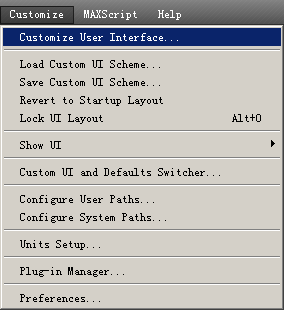 Customize MAXScript Help
Customize User Interface...
Load Custom UI Scheme...
Save Custom UI Scheme...
Revert to Startup Layout
Lock UI Layout Alt+0
Show UI
Custom UI and Defaults Switcher...
Configure User Paths...
Configure System Paths...
Units Setup...
Plug-in Manager...
Preferences...